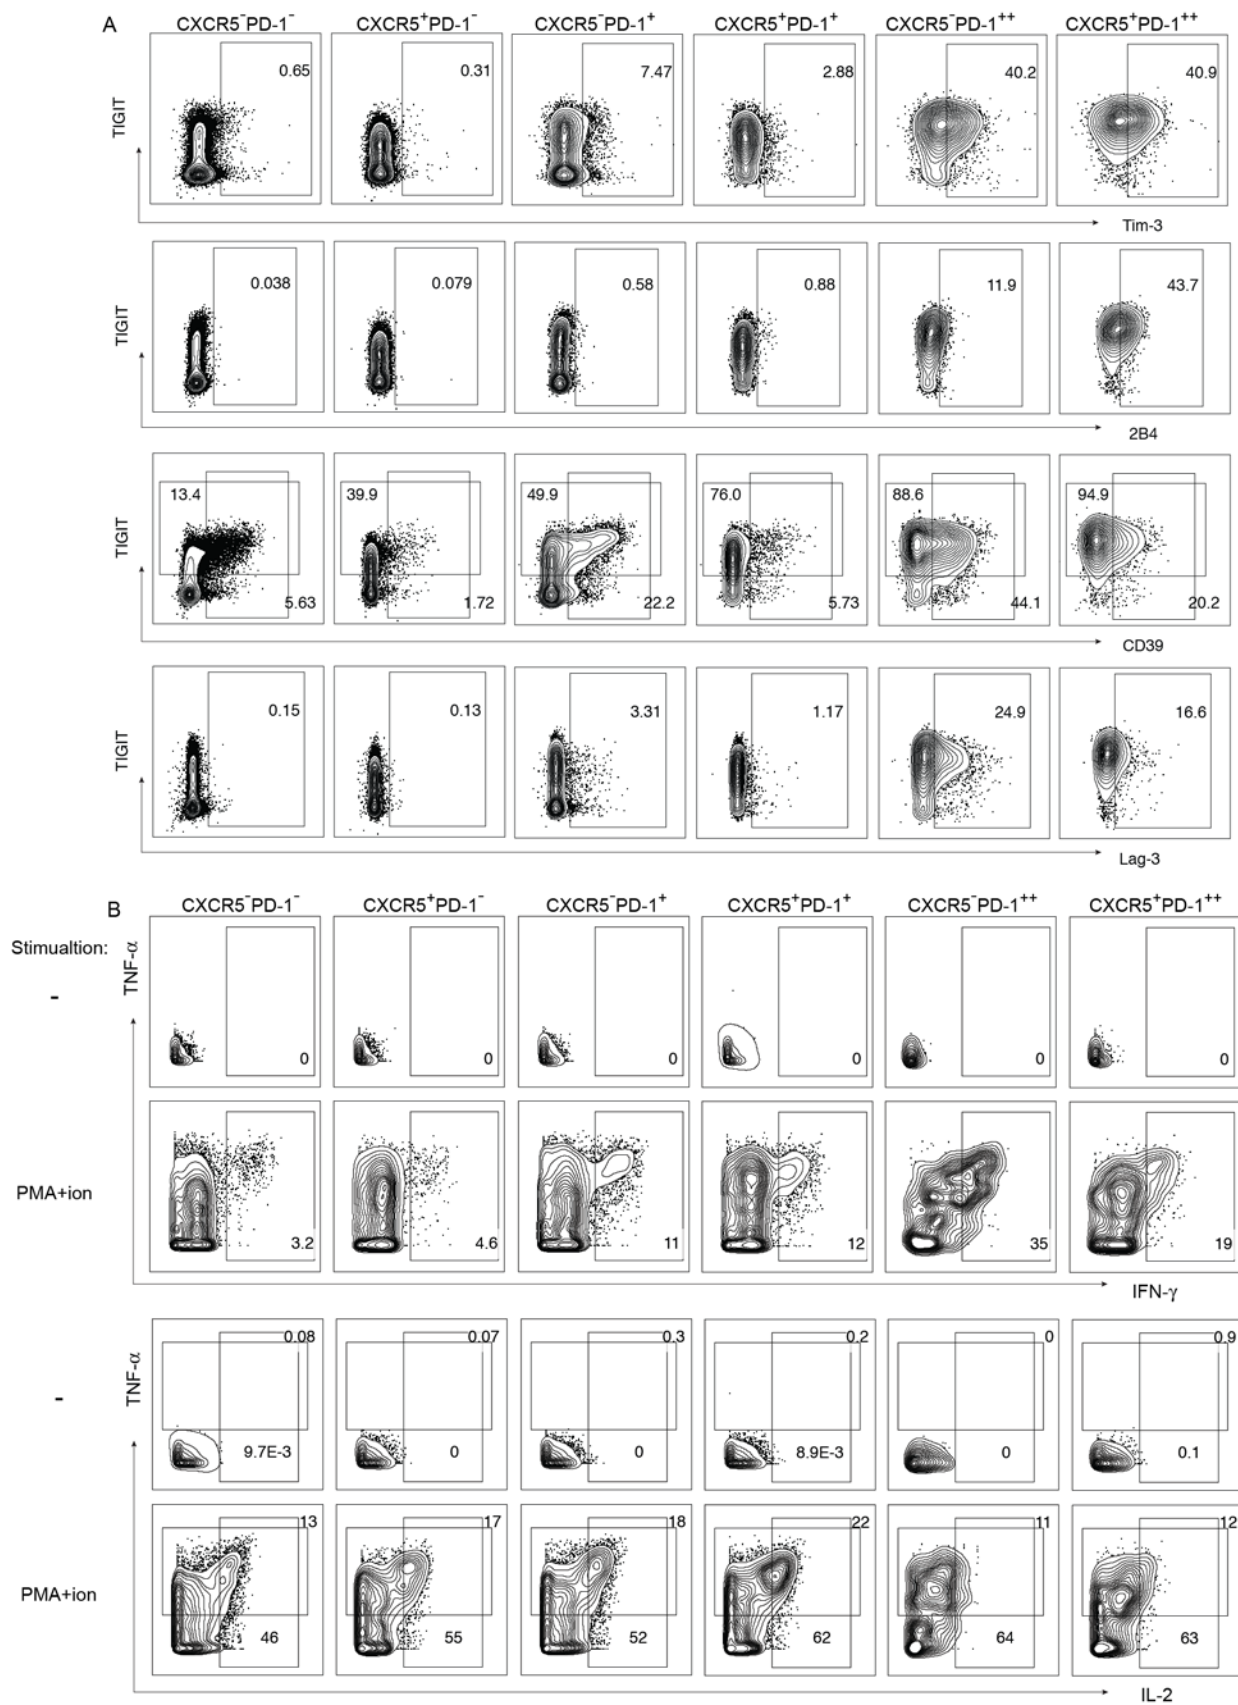 A
CXCR5⁻PD-1⁻ CXCR5⁺PD-1⁻ CXCR5⁻PD-1⁺ CXCR5⁺PD-1⁺ CXCR5⁻PD-1⁺⁺ CXCR5⁺PD-1⁺⁺
0.65 0.31 7.47 2.88 40.2 40.9
TIGIT
Tim-3
0.038 0.079 0.58 0.88 11.9 43.7
TIGIT
2B4
13.4 39.9 49.9 76.0 88.6 94.9
TIGIT
5.63 1.72 22.2 5.73 44.1 20.2
CD39
0.15 0.13 3.31 1.17 24.9 16.6
TIGIT
Lag-3
B
CXCR5⁻PD-1⁻ CXCR5⁺PD-1⁻ CXCR5⁻PD-1⁺ CXCR5⁺PD-1⁺ CXCR5⁻PD-1⁺⁺ CXCR5⁺PD-1⁺⁺
Stimualtion:
TNF-α
-
0 0 0 0 0 0
PMA+ion
3.2 4.6 11 12 35 19
IFN-γ
0.08 0.07 0.3 0.2 0 0.9
TNF-α
-
9.7E-3 0 0 8.9E-3 0 0.1
13 17 18 22 11 12
PMA+ion
46 55 52 62 64 63
IL-2